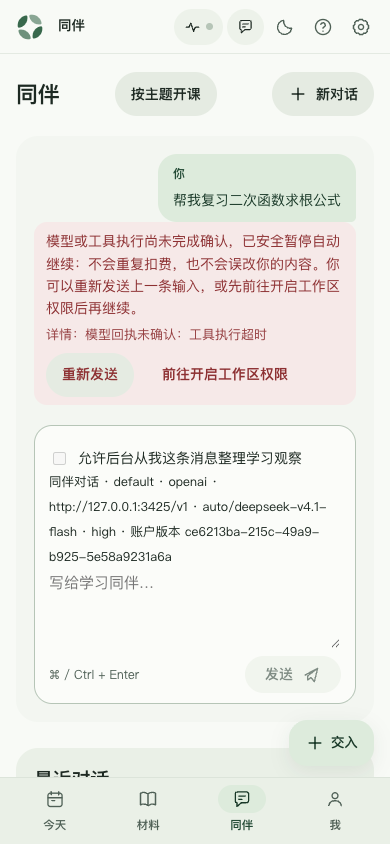 同伴
同伴
按主题开课
新对话
你
帮我复习二次函数求根公式
模型或工具执行尚未完成确认，已安全暂停自动
继续：不会重复扣费，也不会误改你的内容。你
可以重新发送上一条输入，或先前往开启工作区
权限后再继续。
详情：模型回执未确认：工具执行超时
重新发送
前往开启工作区权限
允许后台从我这条消息整理学习观察
同伴对话 · default · openai ·
http://127.0.0.1:3425/v1 · auto/deepseek-v4.1-
flash · high · 账户版本 ce6213ba-215c-49a9-
b925-5e58a9231a6a
写给学习同伴…
⌘ / Ctrl + Enter
发送
交入
最近对话
今天
材料
同伴
我